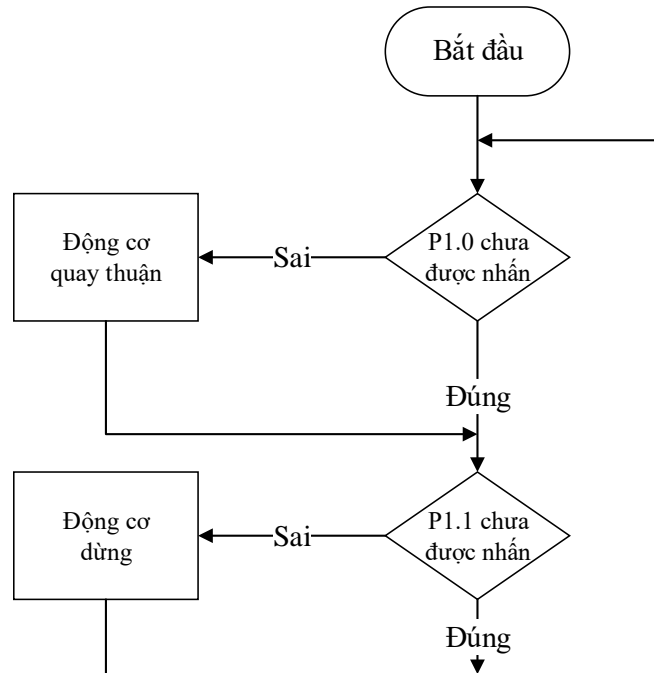 Bắt đầu
Động cơ
quay thuận
Sai
P1.0 chưa
được nhấn
Đúng
Động cơ
dừng
Sai
P1.1 chưa
được nhấn
Đúng